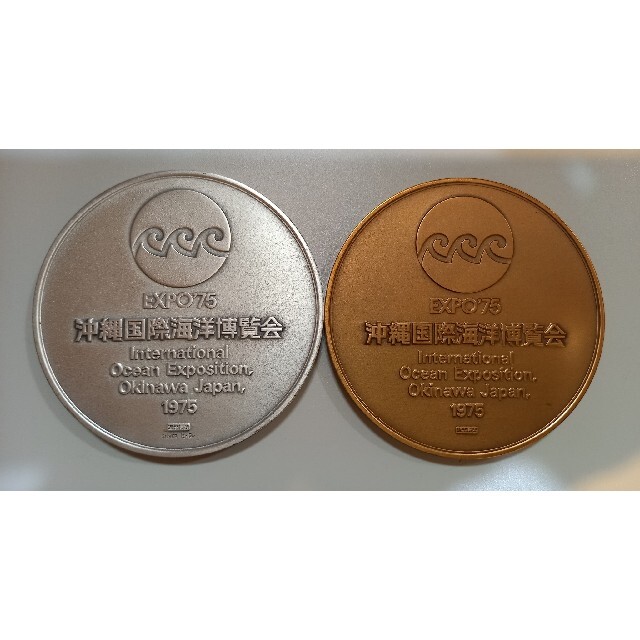 EXPO'75
沖縄国際海洋博覧会
International
Ocean Exposition,
Okinawa Japan,
1975
EXPO'75
沖縄国際海洋博覧会
International
Ocean Exposition,
Okinawa Japan,
1975